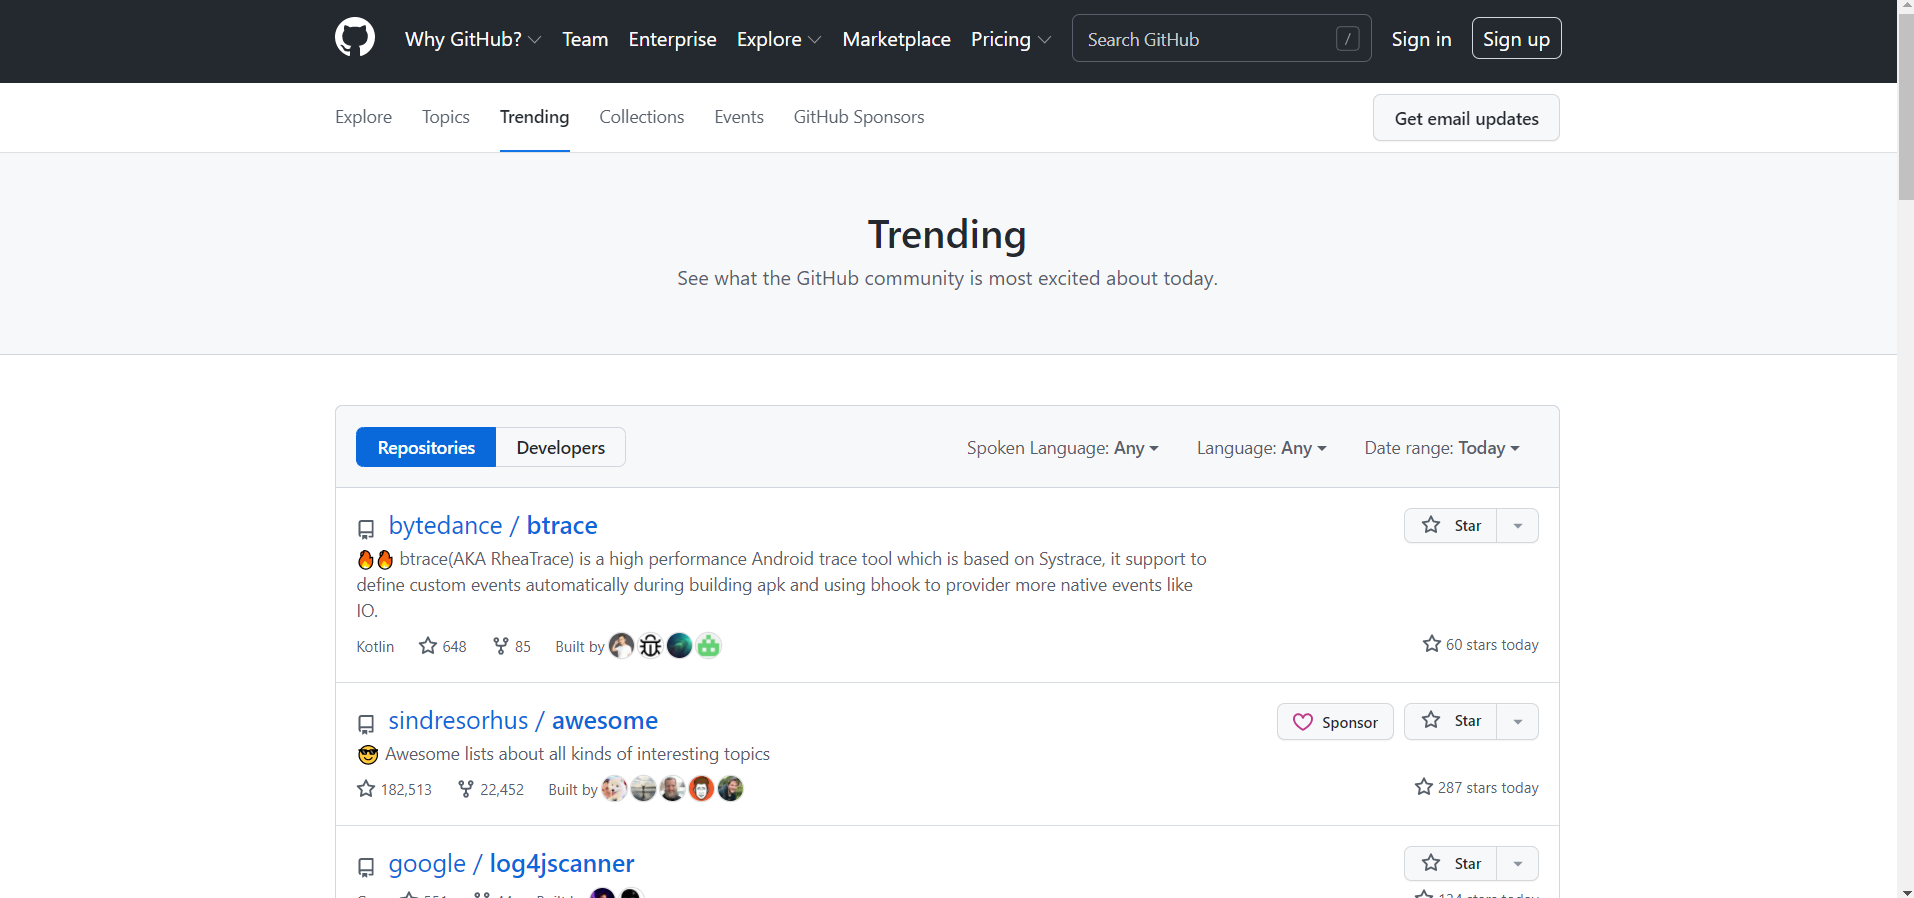 Why GitHub? Team Enterprise Explore Marketplace Pricing Search GitHub / Sign in Sign up
Explore Topics Trending Collections Events GitHub Sponsors Get email updates
Trending
See what the GitHub community is most excited about today.
Repositories Developers Spoken Language: Any Language: Any Date range: Today
bytedance / btrace Star
🔥🔥 btrace(AKA RheaTrace) is a high performance Android trace tool which is based on Systrace, it support to
define custom events automatically during building apk and using bhook to provider more native events like
IO.
Kotlin 648 85 Built by 60 stars today
sindresorhus / awesome Sponsor Star
😎 Awesome lists about all kinds of interesting topics
182,513 22,452 Built by 287 stars today
google / log4jscanner Star